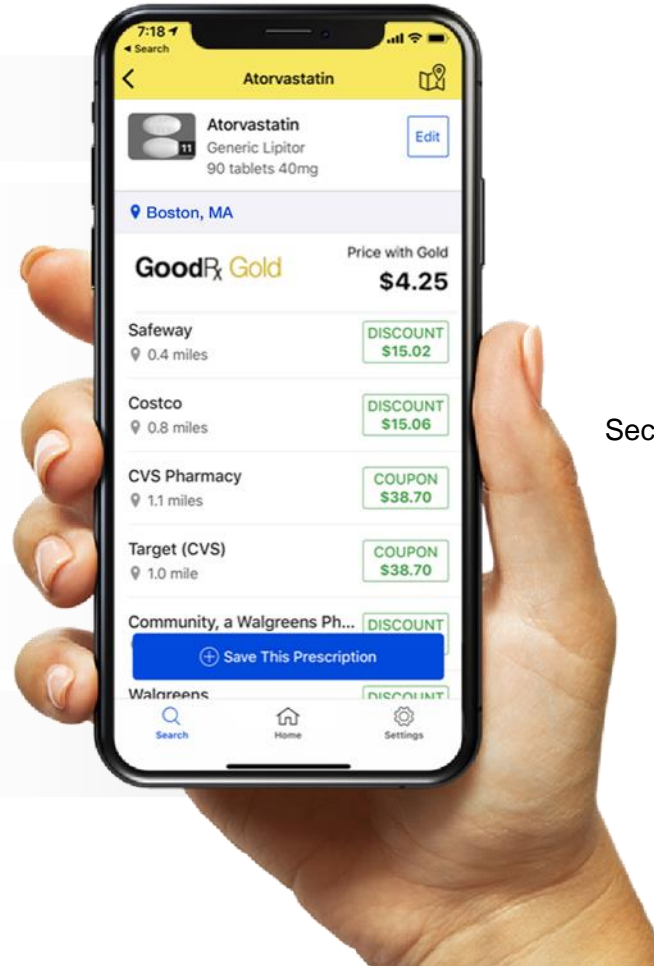 7:18
Search
Atorvastatin
11
Atorvastatin
Generic Lipitor
90 tablets 40mg
Edit
Boston, MA
GoodRx Gold
Price with Gold
$4.25
Safeway
0.4 miles
DISCOUNT
$15.02
Costco
0.8 miles
DISCOUNT
$15.06
CVS Pharmacy
1.1 miles
COUPON
$38.70
Target (CVS)
1.0 mile
COUPON
$38.70
Community, a Walgreens Ph...
DISCOUNT
Save This Prescription
Walgreens
DISCOUNT
Search
Home
Settings
Sec